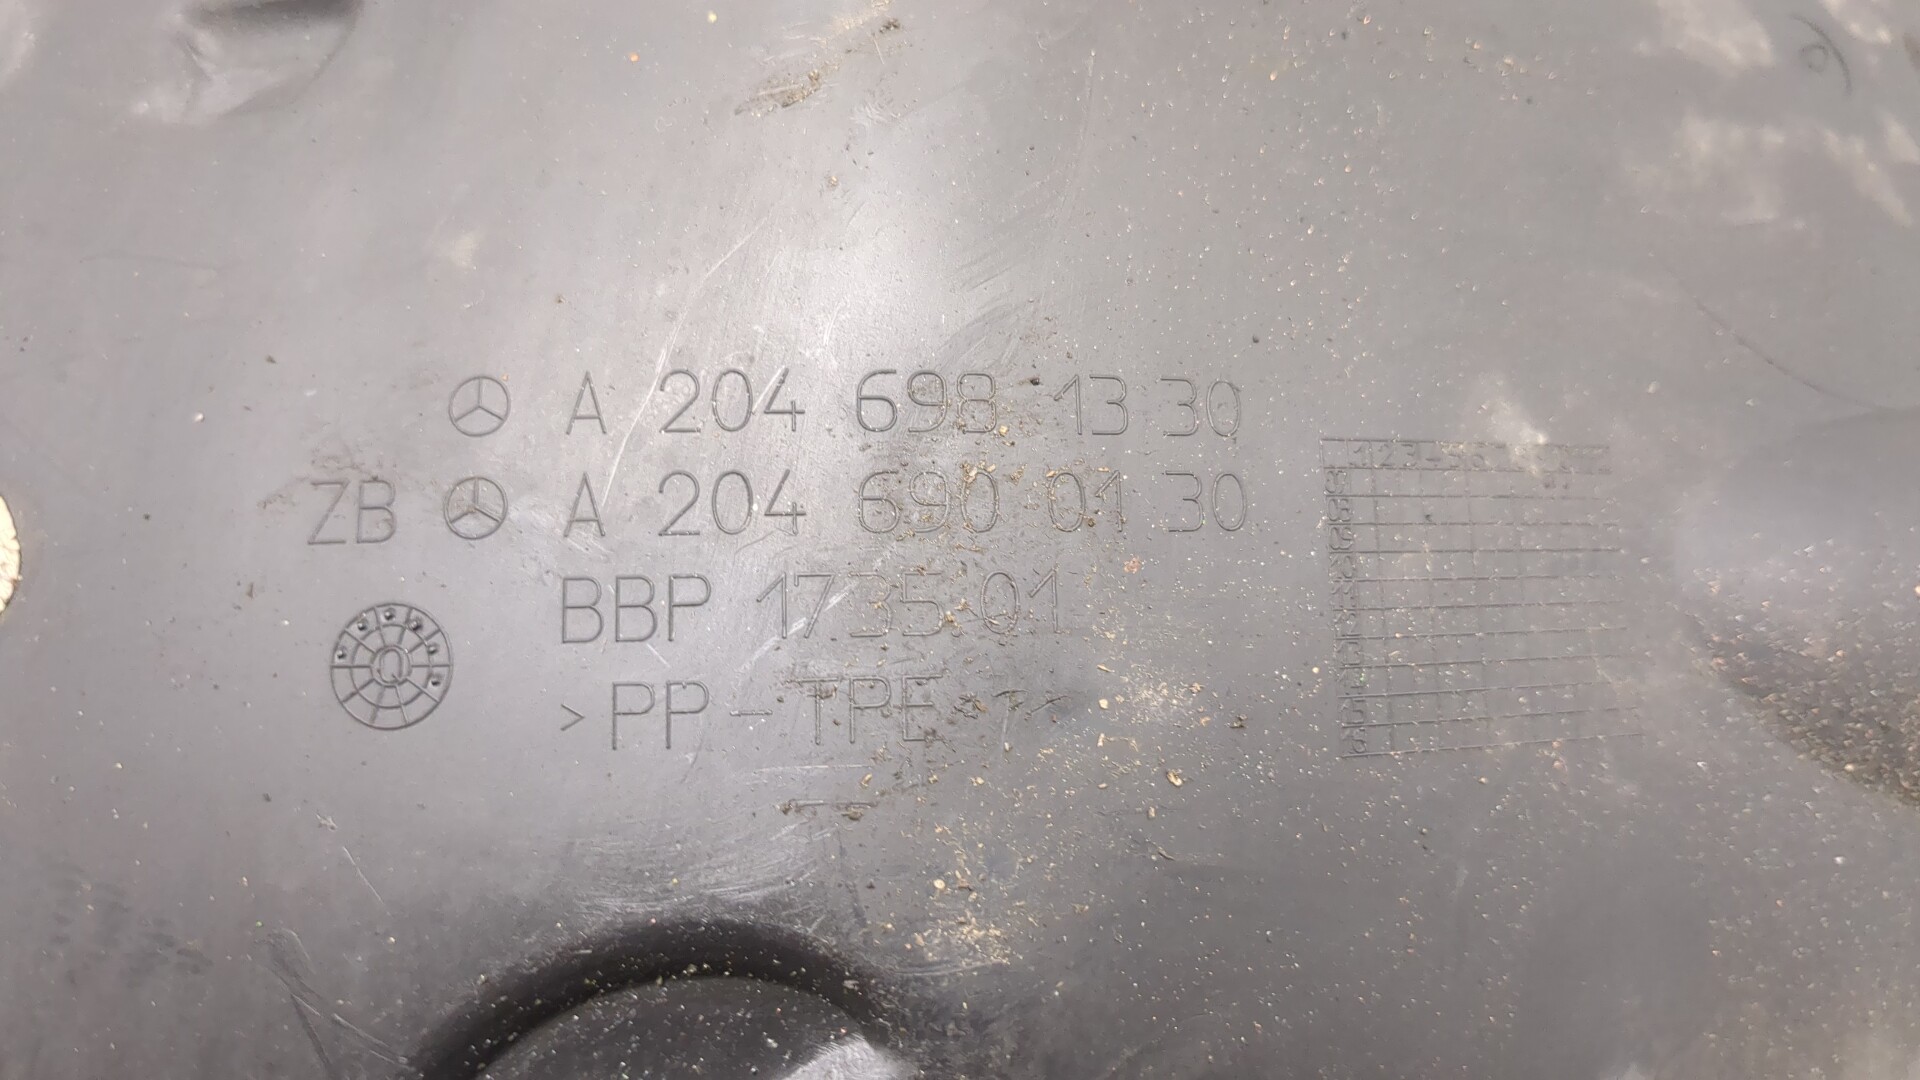 A 204 698 13 30
ZB A 204 690 01 30
BBP 1735 01
Q
> PP - TPE